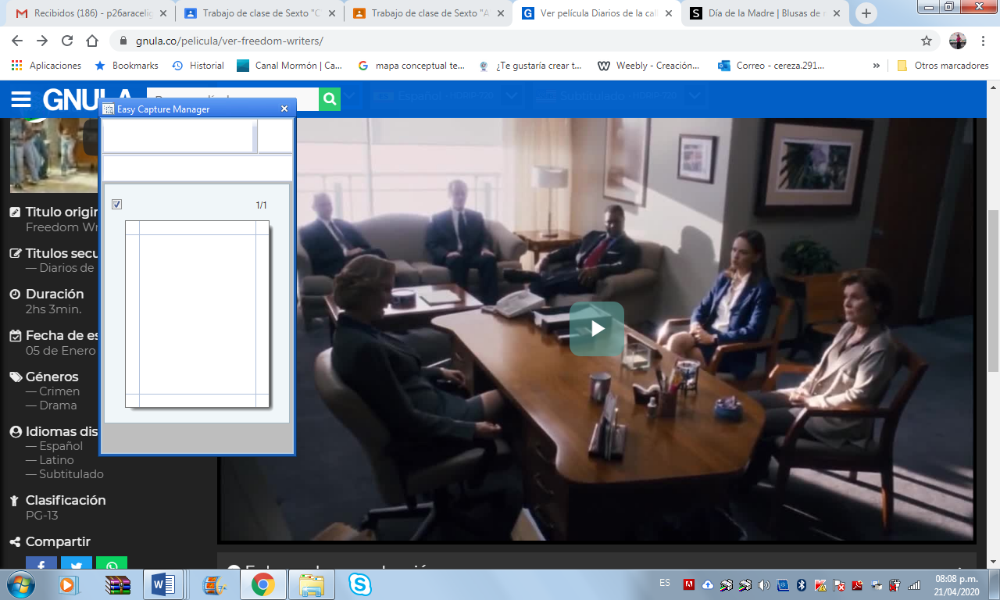 Recibidos (186) - p26araceligl
Trabajo de clase de Sexto "C
Trabajo de clase de Sexto "A
Ver película Diarios de la call
Día de la Madre | Blusas de r
gnula.co/pelicula/ver-freedom-writers/
Aplicaciones
Bookmarks
Historial
Canal Mormón | Ca...
mapa conceptual te...
¿Te gustaría crear t...
Weebly - Creación...
Correo - cereza.291...
»
Otros marcadores
GNULA
Español HDRIP-720
Subtitulado HDRIP-720
Easy Capture Manager
1/1
Titulo origin
Freedom Wr
Titulos secu
— Diarios de
Duración
2hs 3min.
Fecha de es
05 de Enero
Géneros
— Crimen
— Drama
Idiomas dis
— Español
— Latino
— Subtitulado
Clasificación
PG-13
Compartir
ES
08:08 p.m.
21/04/2020